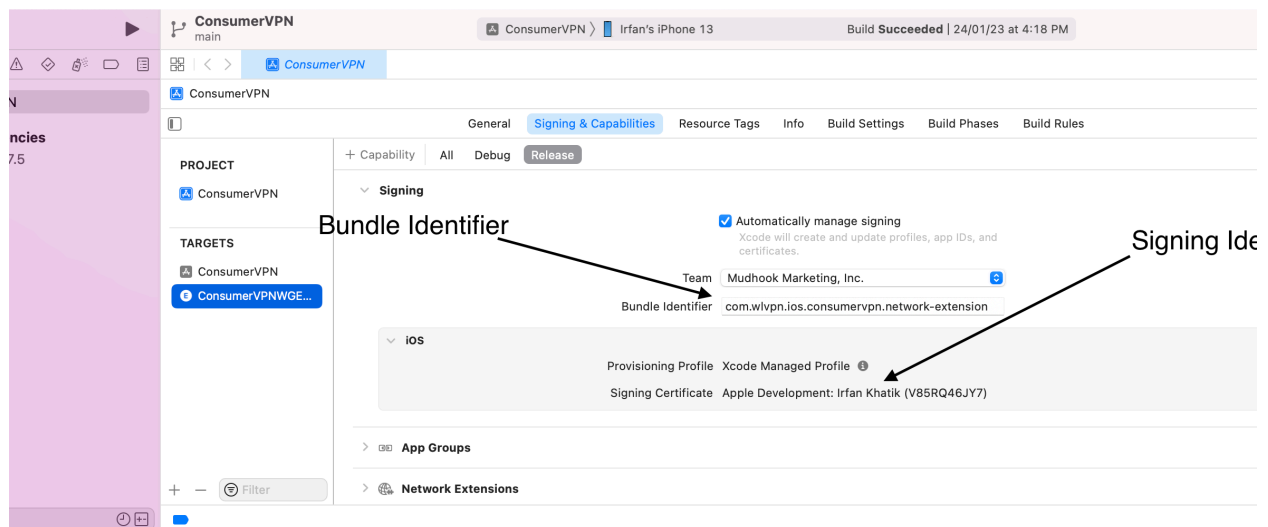 ConsumerVPN
main
ConsumerVPN 〉 Irfan's iPhone 13
Build Succeeded | 24/01/23 at 4:18 PM
ConsumerVPN
N
ConsumerVPN
ncies
7.5
General Signing & Capabilities Resource Tags Info Build Settings Build Phases Build Rules
+ Capability All Debug Release
PROJECT
ConsumerVPN
TARGETS
ConsumerVPN
E ConsumerVPNWGE...
Signing
Bundle Identifier
Automatically manage signing
Xcode will create and update profiles, app IDs, and
certificates.
Signing Ide
Team Mudhook Marketing, Inc.
Bundle Identifier com.wlvpn.ios.consumervpn.network-extension
iOS
Provisioning Profile Xcode Managed Profile
Signing Certificate Apple Development: Irfan Khatik (V85RQ46JY7)
App Groups
Network Extensions
+ − Filter